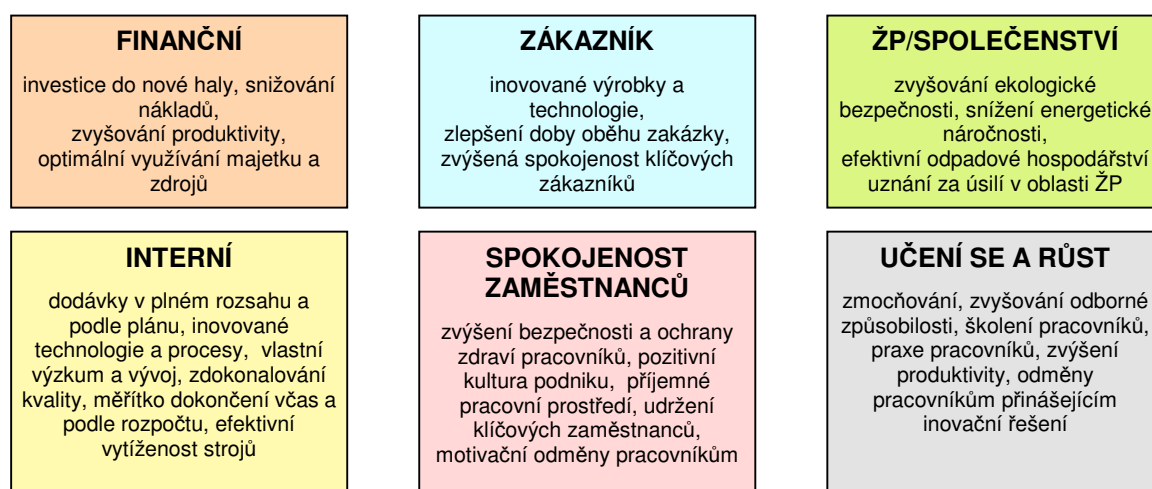 FINANČNÍ
investice do nové haly, snižování
nákladů,
zvyšování produktivity,
optimální využívání majetku a
zdrojů
ZÁKAZNÍK
inovované výrobky a
technologie,
zlepšení doby oběhu zakázky,
zvýšená spokojenost klíčových
zákazníků
ŽP/SPOLEČENSTVÍ
zvyšování ekologické
bezpečnosti, snížení energetické
náročnosti,
efektivní odpadové hospodářství
uznání za úsilí v oblasti ŽP
INTERNÍ
dodávky v plném rozsahu a
podle plánu, inovované
technologie a procesy, vlastní
výzkum a vývoj, zdokonalování
kvality, měřítko dokončení včas a
podle rozpočtu, efektivní
vytíženost strojů
SPOKOJENOST
ZAMĚSTNANCŮ
zvýšení bezpečnosti a ochrany
zdraví pracovníků, pozitivní
kultura podniku, příjemné
pracovní prostředí, udržení
klíčových zaměstnanců,
motivační odměny pracovníkům
UČENÍ SE A RŮST
zmocňování, zvyšování odborné
způsobilosti, školení pracovníků,
praxe pracovníků, zvýšení
produktivity, odměny
pracovníkům přinášejícím
inovační řešení